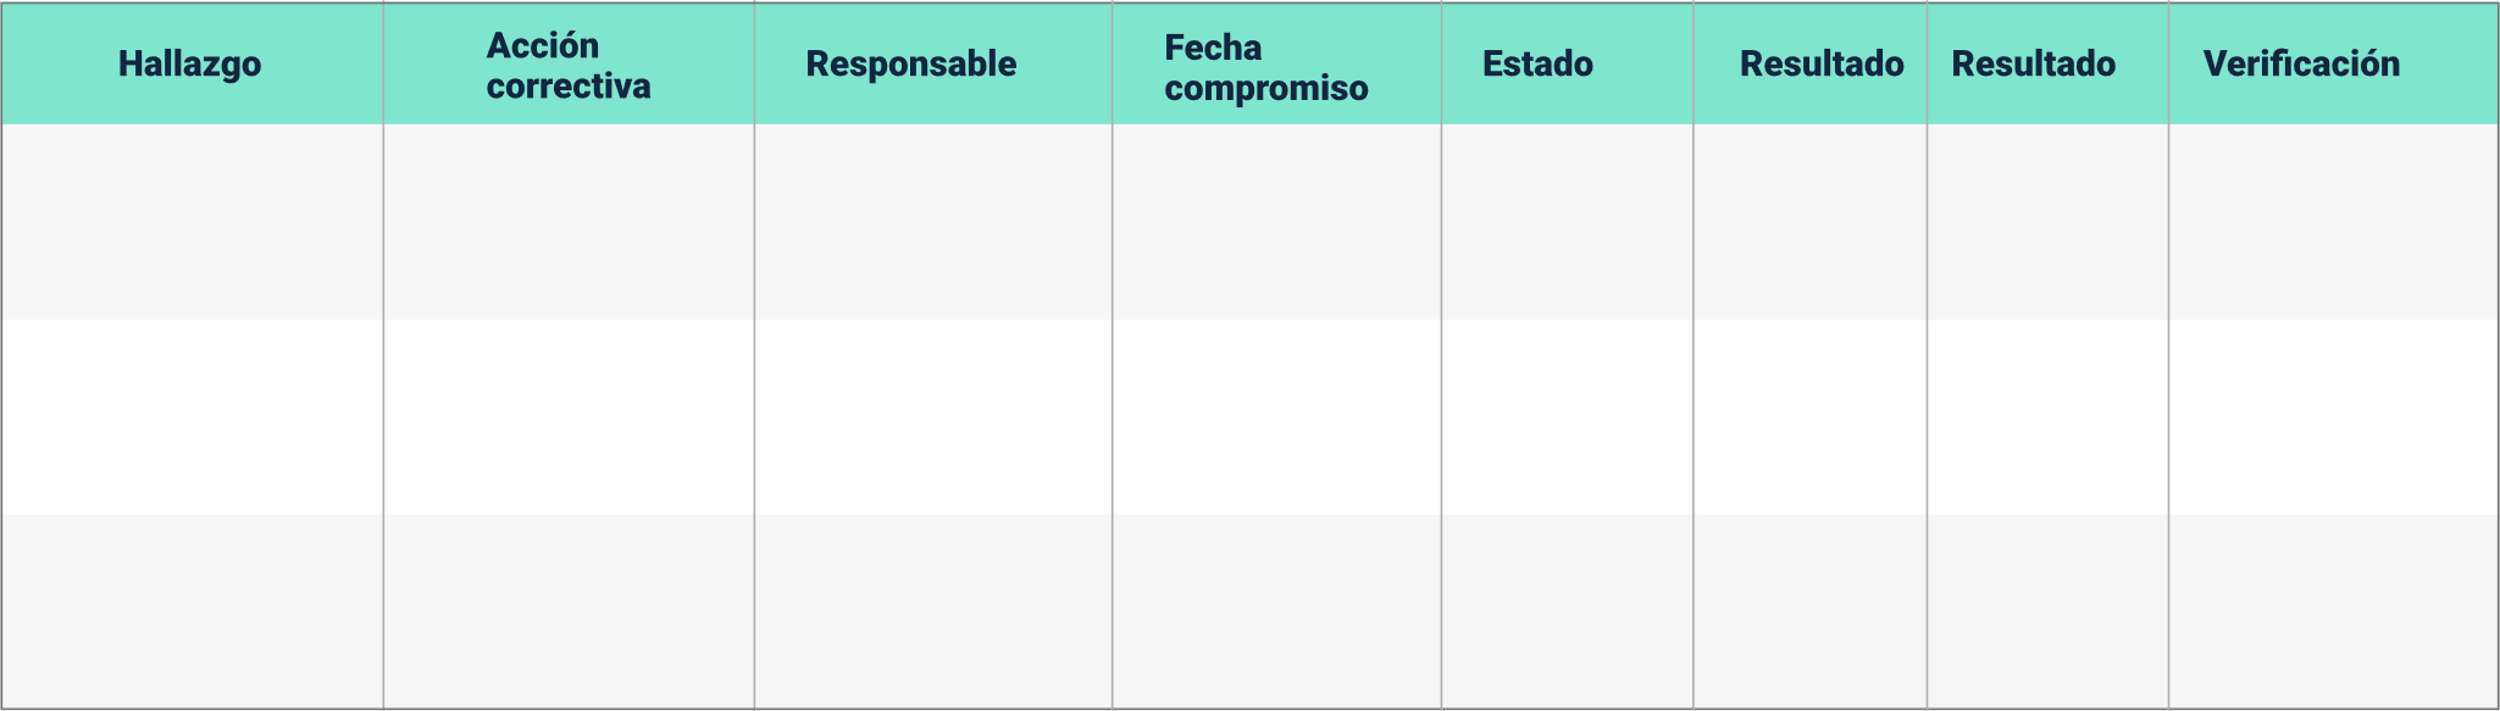 Hallazgo
Acción
correctiva
Responsable
Fecha
compromiso
Estado
Resultado
Resultado
Verificación